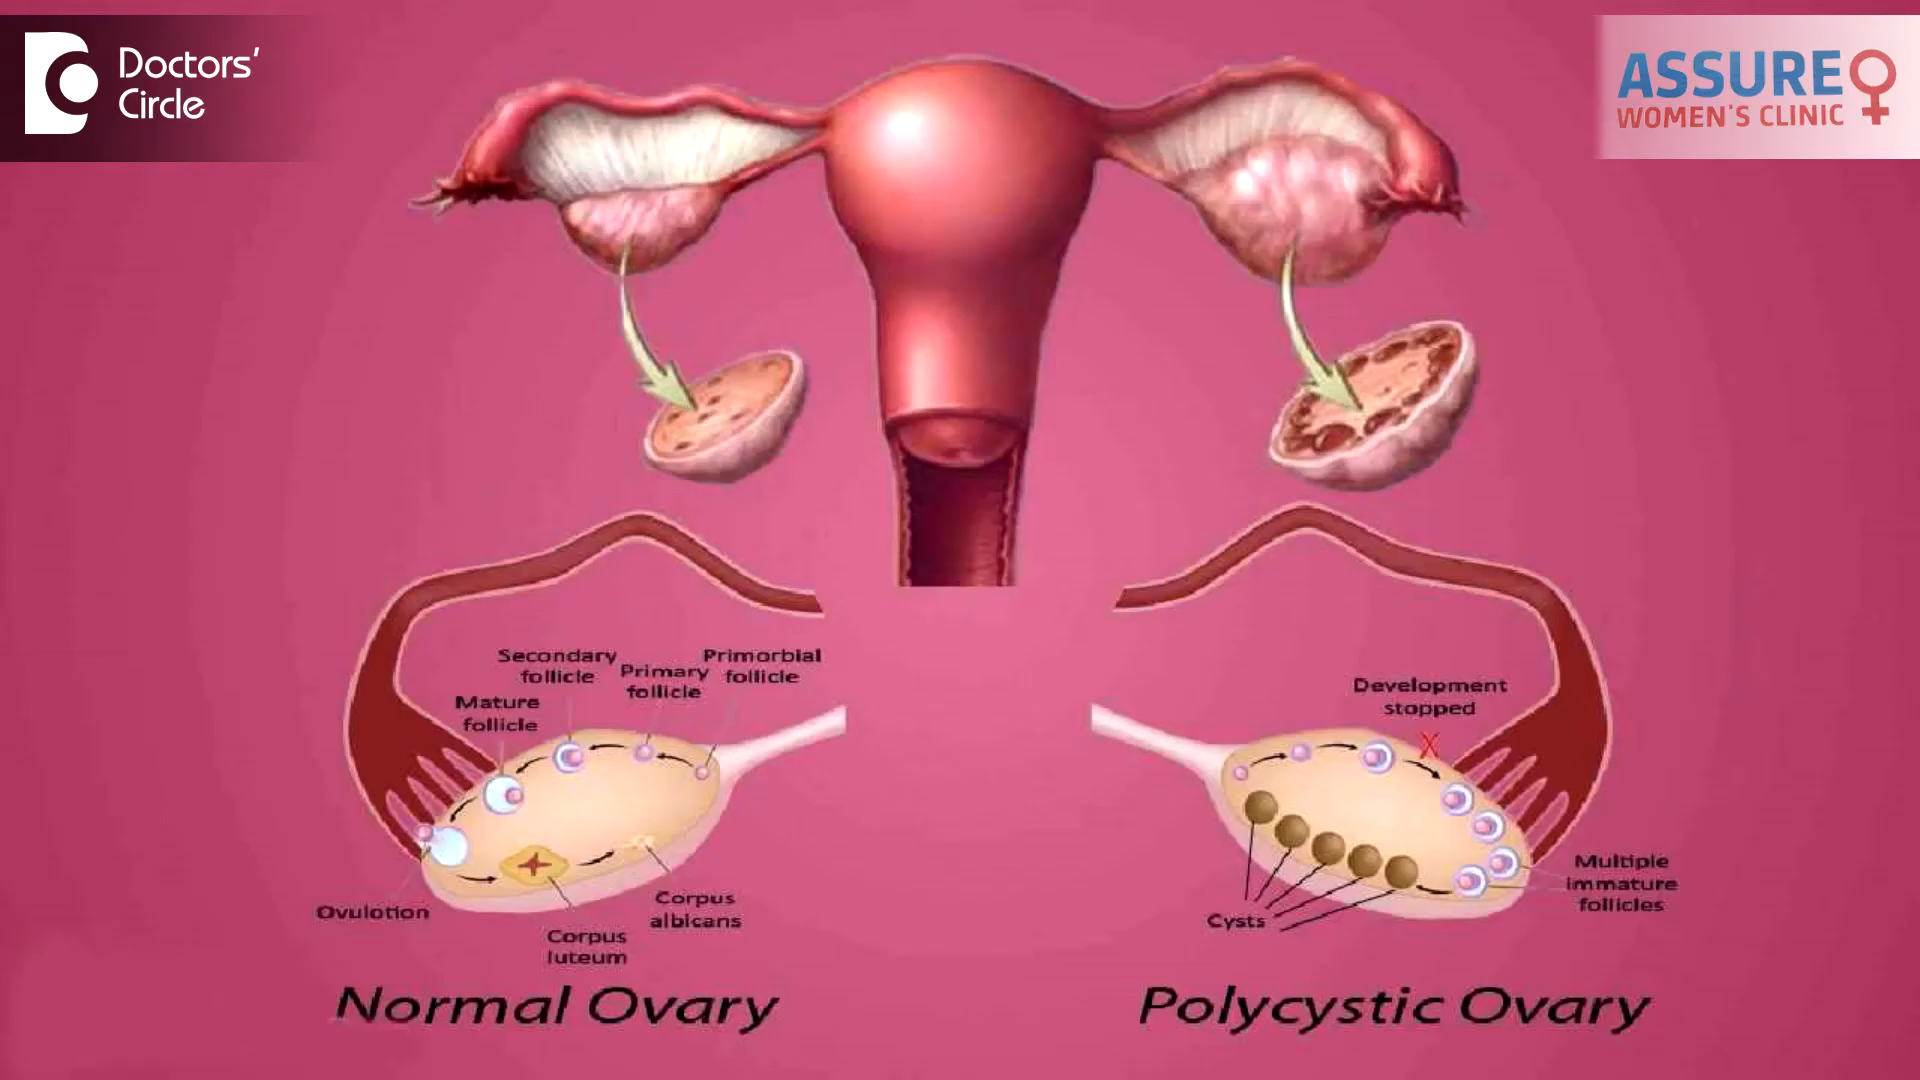 Doctors'
Circle
ASSURE
WOMEN'S CLINIC
Secondary
follicle
Primary
follicle
Primorbial
follicle
Mature
follicle
Ovulotion
Corpus
luteum
Corpus
albicans
Normal Ovary
Development
stopped
X
Multiple
immature
follicles
Cysts
Polycystic Ovary